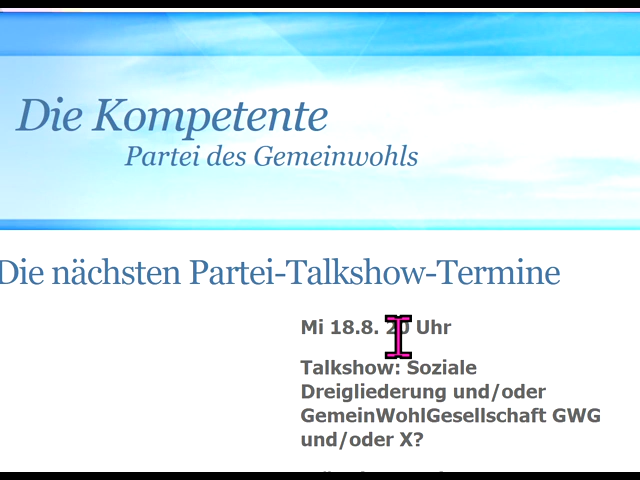 Die Kompetente
Partei des Gemeinwohls
Die nächsten Partei-Talkshow-Termine
Mi 18.8. 20 Uhr
Talkshow: Soziale
Dreigliederung und/oder
GemeinWohlGesellschaft GWG
und/oder X?